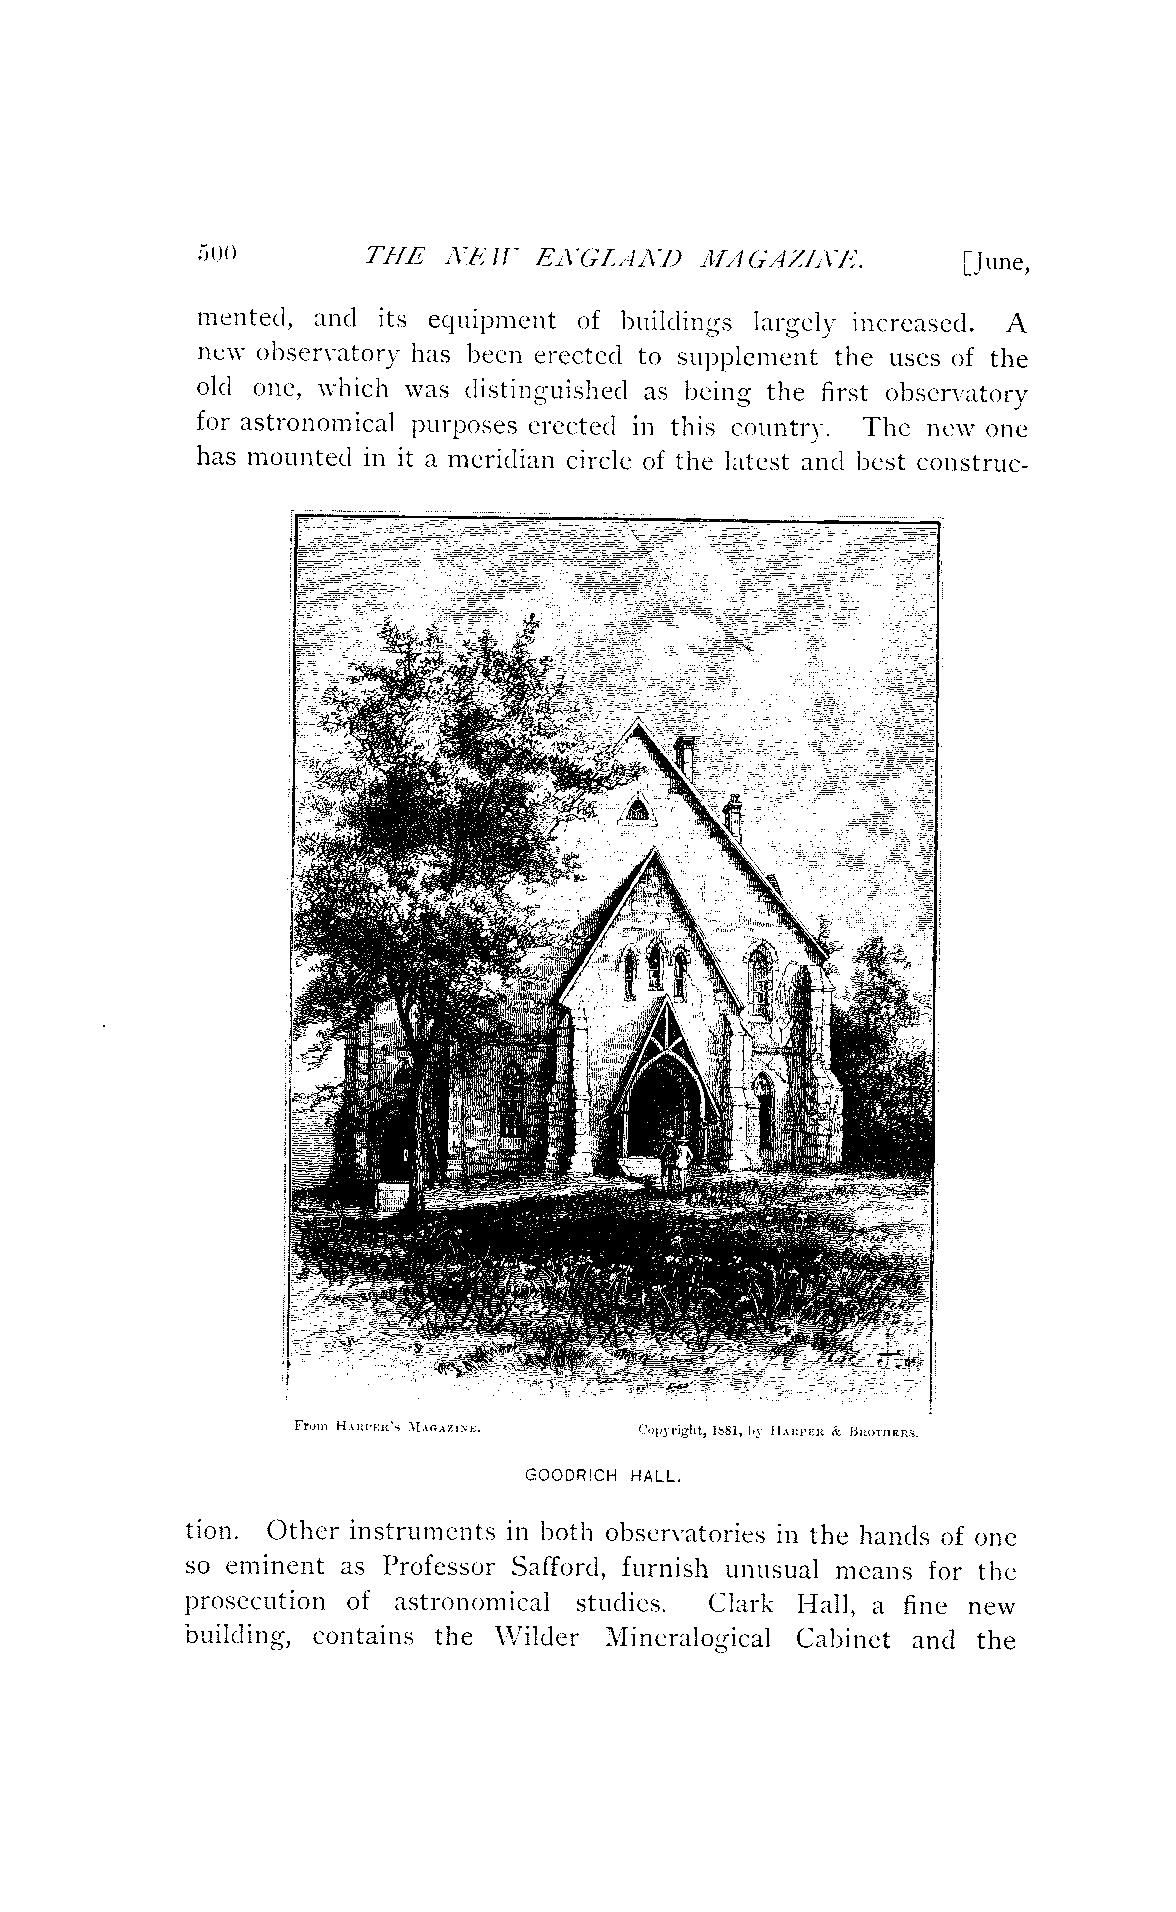 500 THE NEW ENGLAND MAGAZINE. [June,
mented, and its equipment of buildings largely increased. A
new observatory has been erected to supplement the uses of the
old one, which was distinguished as being the first observatory
for astronomical purposes erected in this country. The new one
has mounted in it a meridian circle of the latest and best construc-
From HARPER'S MAGAZINE. Copyright, 1881, by HARPER & BROTHERS.
GOODRICH HALL.
tion. Other instruments in both observatories in the hands of one
so eminent as Professor Safford, furnish unusual means for the
prosecution of astronomical studies. Clark Hall, a fine new
building, contains the Wilder Mineralogical Cabinet and the